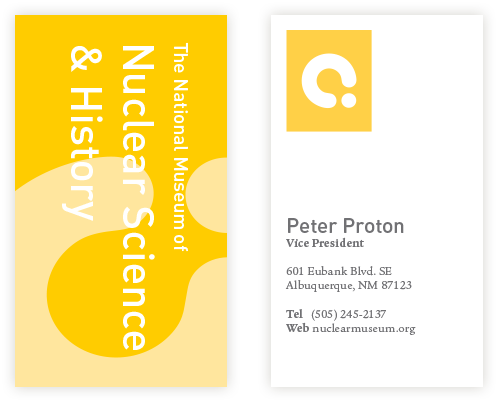 The National Museum of
Nuclear Science
& History
Peter Proton
Vice President
601 Eubank Blvd. SE
Albuquerque, NM 87123
Tel (505) 245-2137
Web nuclearmuseum.org